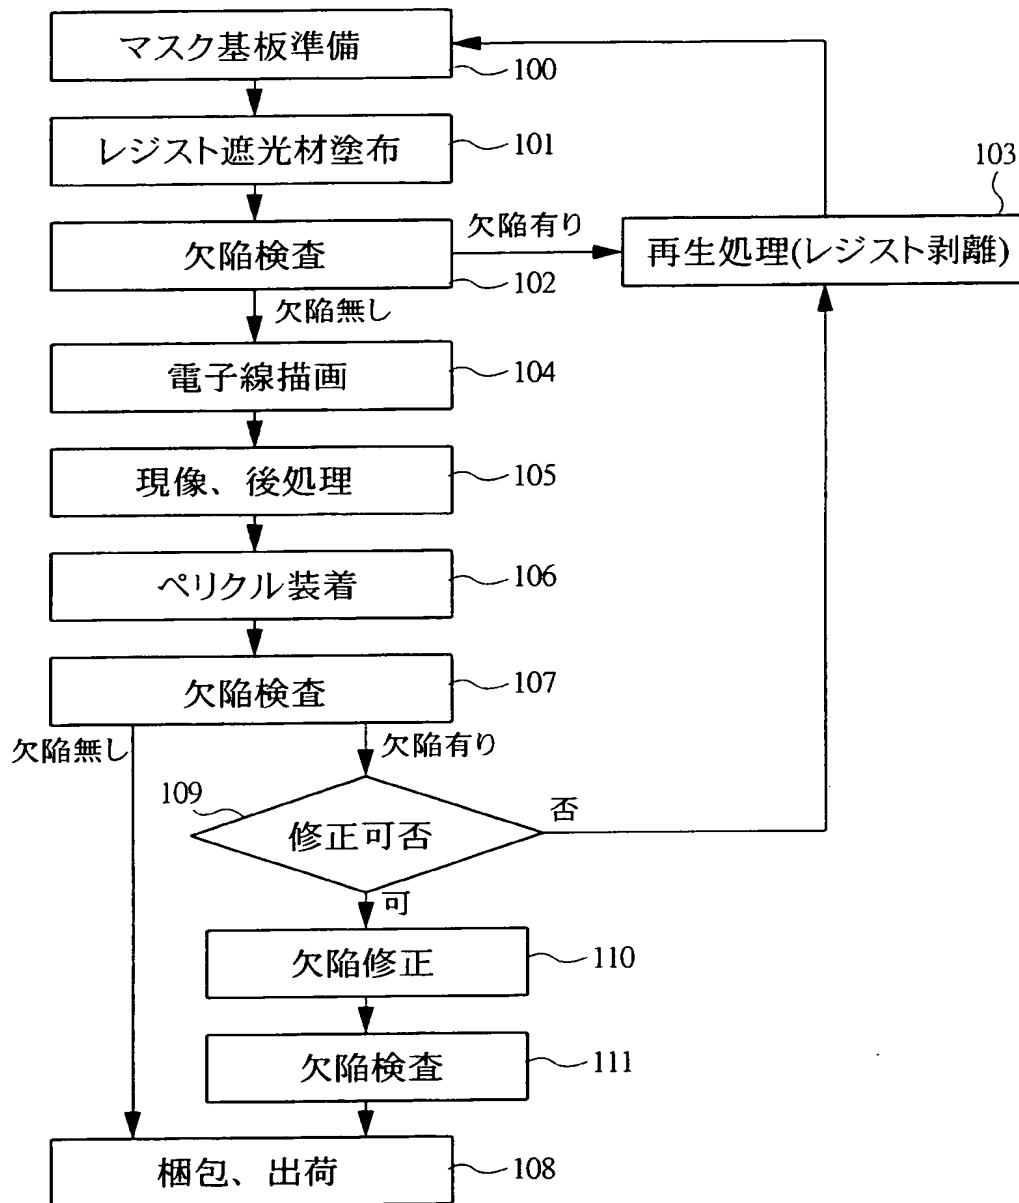 マスク基板準備
100
レジスト遮光材塗布
101
103
欠陥検査
102
欠陥有り
再生処理(レジスト剥離)
欠陥無し
電子線描画
104
現像、後処理
105
ペリクル装着
106
欠陥検査
107
欠陥無し
欠陥有り
109
修正可否
否
可
欠陥修正
110
欠陥検査
111
梱包、出荷
108